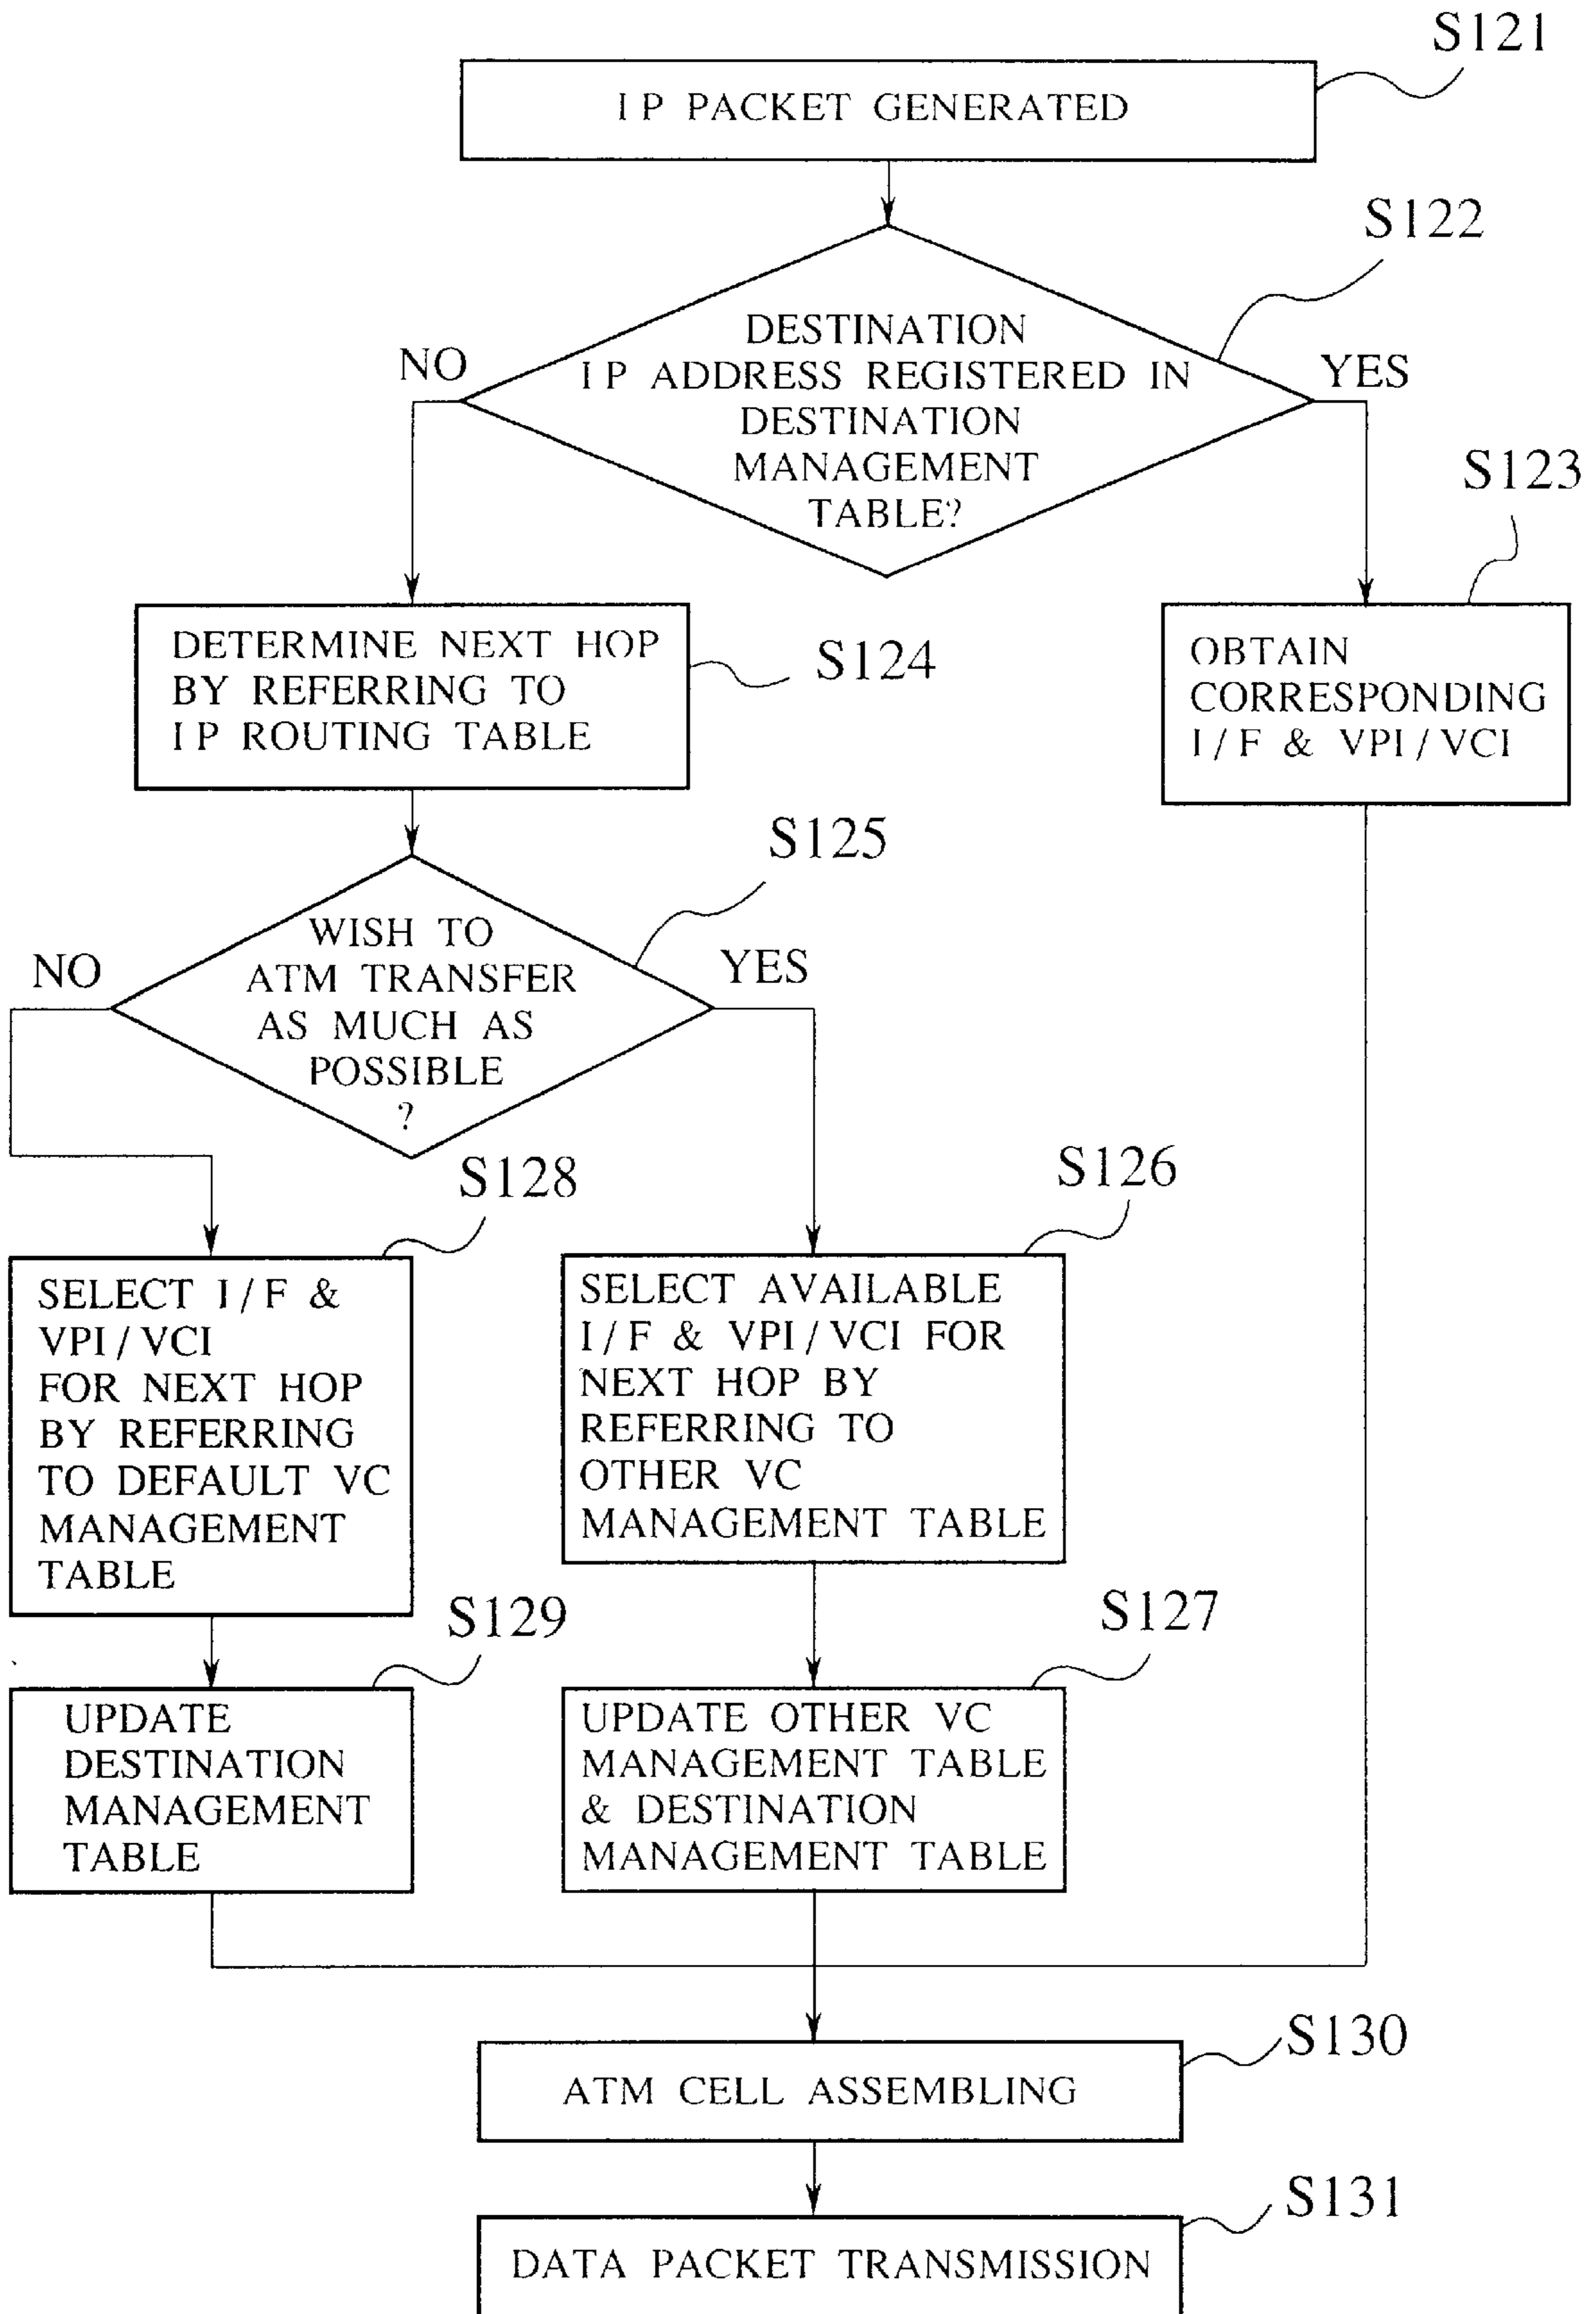 S121
IP PACKET GENERATED
S122
DESTINATION
IP ADDRESS REGISTERED IN
DESTINATION
MANAGEMENT
TABLE?
NO
YES
S123
OBTAIN
CORRESPONDING
I/F & VPI/VCI
S124
DETERMINE NEXT HOP
BY REFERRING TO
IP ROUTING TABLE
S125
WISH TO
ATM TRANSFER
AS MUCH AS
POSSIBLE
?
NO
YES
S128
SELECT I/F &
VPI/VCI
FOR NEXT HOP
BY REFERRING
TO DEFAULT VC
MANAGEMENT
TABLE
S126
SELECT AVAILABLE
I/F & VPI/VCI FOR
NEXT HOP BY
REFERRING TO
OTHER VC
MANAGEMENT TABLE
S129
UPDATE
DESTINATION
MANAGEMENT
TABLE
S127
UPDATE OTHER VC
MANAGEMENT TABLE
& DESTINATION
MANAGEMENT TABLE
S130
ATM CELL ASSEMBLING
S131
DATA PACKET TRANSMISSION